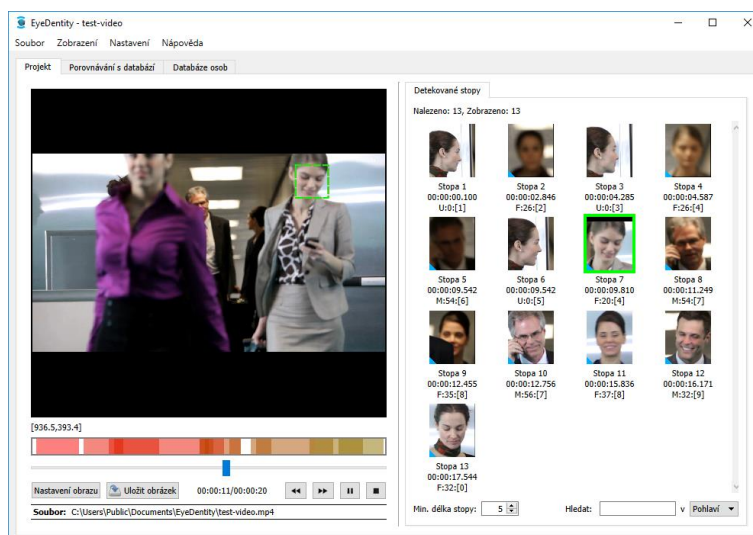 EyeDentity - test-video
Soubor Zobrazení Nastavení Nápověda
Projekt Porovnávání s databází Databáze osob
Detekované stopy
Nalezeno: 13, Zobrazeno: 13
Stopa 1 Stopa 2 Stopa 3 Stopa 4
00:00:00.100 00:00:02.846 00:00:04.285 00:00:04.587
U:0:[1] F:26:[2] U:0:[3] F:26:[4]
Stopa 5 Stopa 6 Stopa 7 Stopa 8
00:00:09.542 00:00:09.542 00:00:09.810 00:00:11.249
M:54:[6] U:0:[5] F:20:[4] M:54:[7]
Stopa 9 Stopa 10 Stopa 11 Stopa 12
00:00:12.455 00:00:12.756 00:00:15.836 00:00:16.171
F:35:[8] M:56:[7] F:37:[8] M:32:[9]
Stopa 13
00:00:17.544
F:32:[0]
[936.5,393.4]
Nastavení obrazu Uložit obrázek 00:00:11/00:00:20
Soubor: C:\Users\Public\Documents\EyeDentity\test-video.mp4
Min. délka stopy: 5 Hledat: v Pohlaví